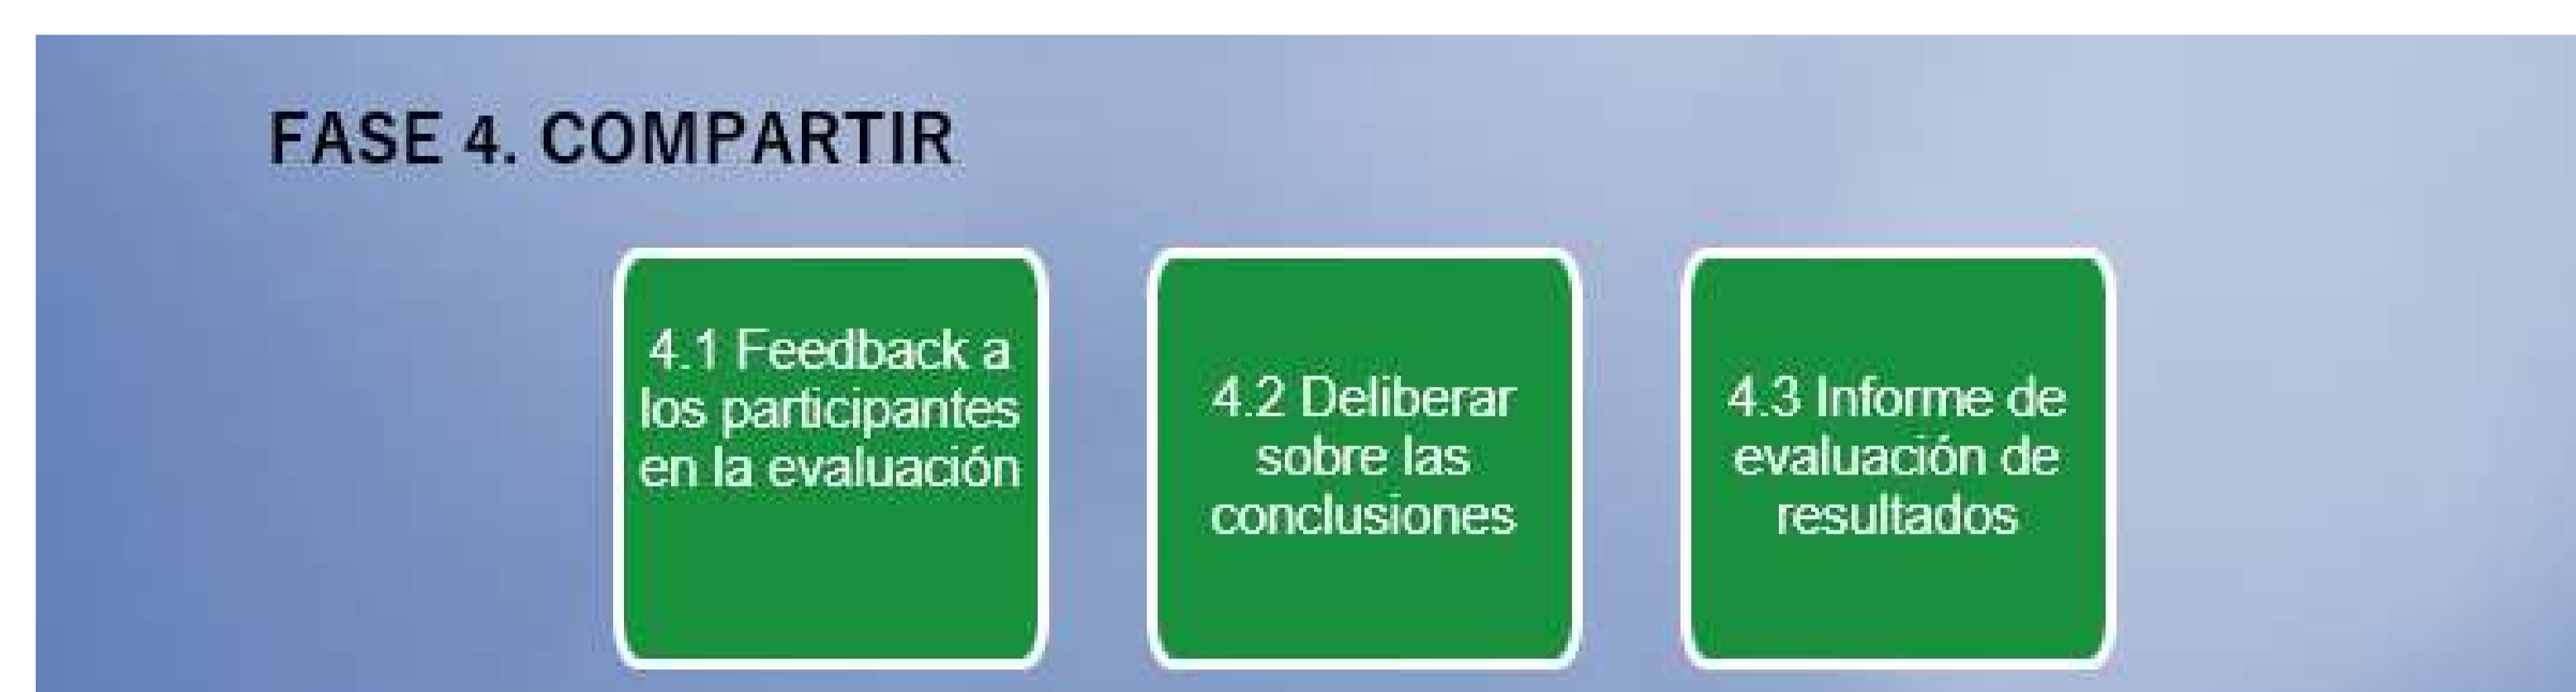 FASE 4. COMPARTIR
4.1 Feedback a
los participantes
en la evaluación
4.2 Deliberar
sobre las
conclusiones
4.3 Informe de
evaluación de
resultados